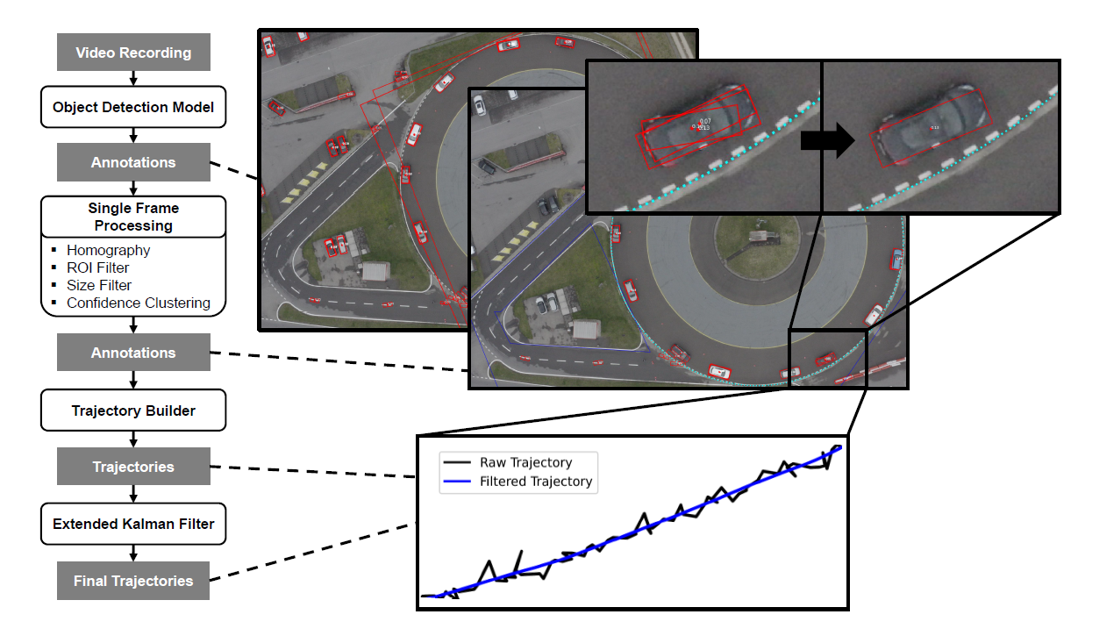 Video Recording
Object Detection Model
Annotations
Single Frame
Processing
▪ Homography
▪ ROI Filter
▪ Size Filter
▪ Confidence Clustering
Annotations
Trajectory Builder
Trajectories
Extended Kalman Filter
Final Trajectories
Raw Trajectory
Filtered Trajectory